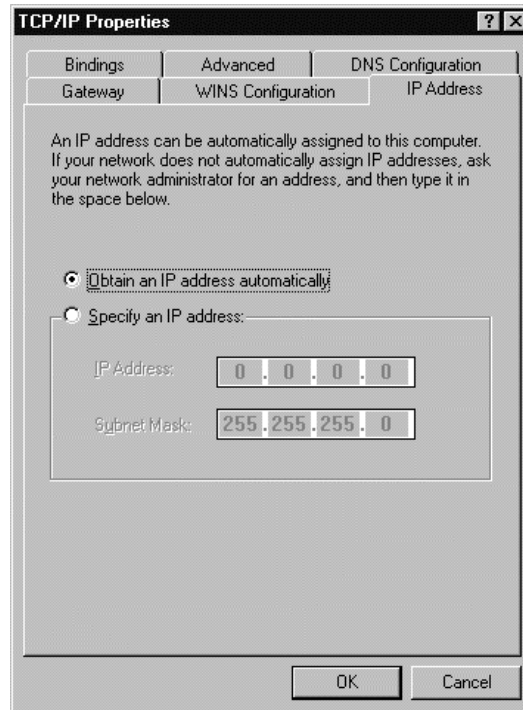 TCP/IP Properties
Bindings Advanced DNS Configuration
Gateway WINS Configuration IP Address
An IP address can be automatically assigned to this computer.
If your network does not automatically assign IP addresses, ask
your network administrator for an address, and then type it in
the space below.
Obtain an IP address automatically
Specify an IP address:
IP Address: 0 . 0 . 0 . 0
Subnet Mask: 255 . 255 . 255 . 0
OK Cancel